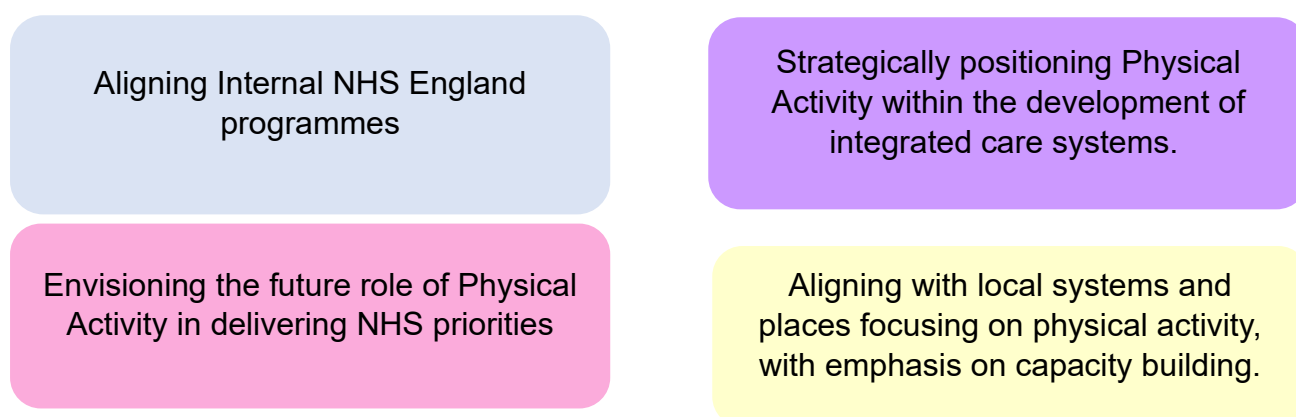 Aligning Internal NHS England
programmes
Strategically positioning Physical
Activity within the development of
integrated care systems.
Envisioning the future role of Physical
Activity in delivering NHS priorities
Aligning with local systems and
places focusing on physical activity,
with emphasis on capacity building.